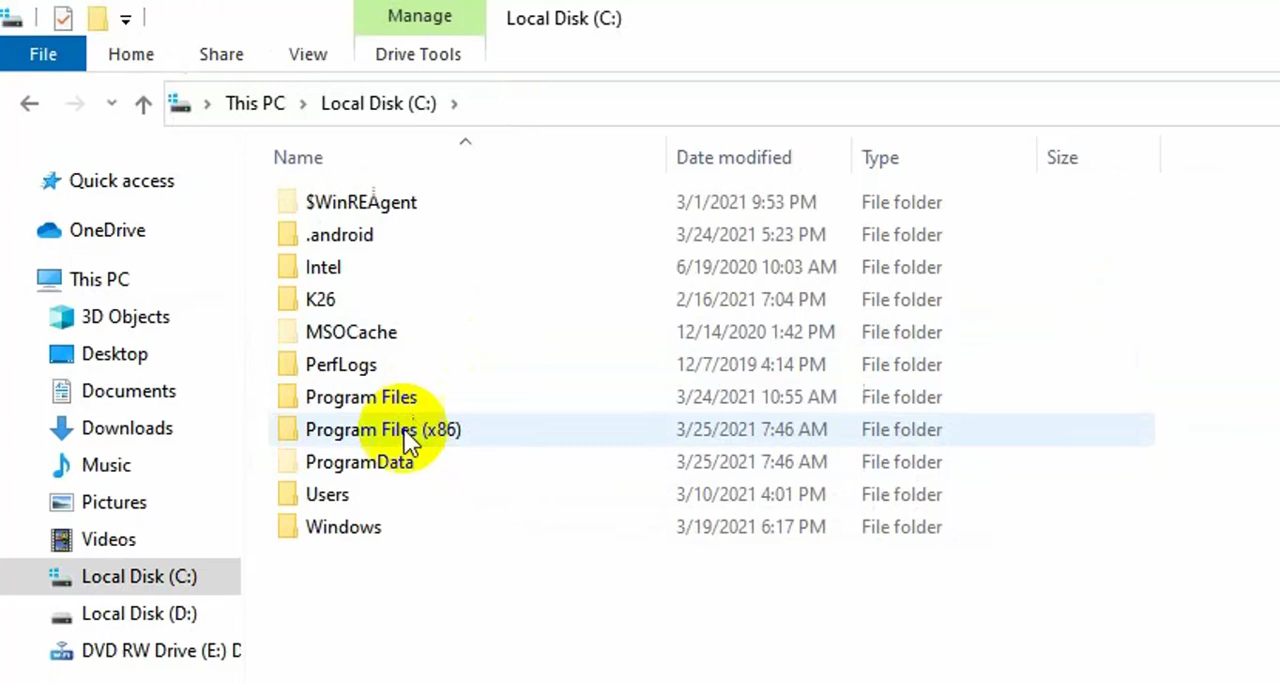 Manage
Local Disk (C:)
File
Home
Share
View
Drive Tools
This PC
Local Disk (C:)
Name
Date modified
Type
Size
Quick access
OneDrive
This PC
3D Objects
Desktop
Documents
Downloads
Music
Pictures
Videos
Local Disk (C:)
Local Disk (D:)
DVD RW Drive (E:) D
$WinREAgent 3/1/2021 9:53 PM File folder
.android 3/24/2021 5:23 PM File folder
Intel 6/19/2020 10:03 AM File folder
K26 2/16/2021 7:04 PM File folder
MSOCache 12/14/2020 1:42 PM File folder
PerfLogs 12/7/2019 4:14 PM File folder
Program Files 3/24/2021 10:55 AM File folder
Program Files (x86) 3/25/2021 7:46 AM File folder
ProgramData 3/25/2021 7:46 AM File folder
Users 3/10/2021 4:01 PM File folder
Windows 3/19/2021 6:17 PM File folder